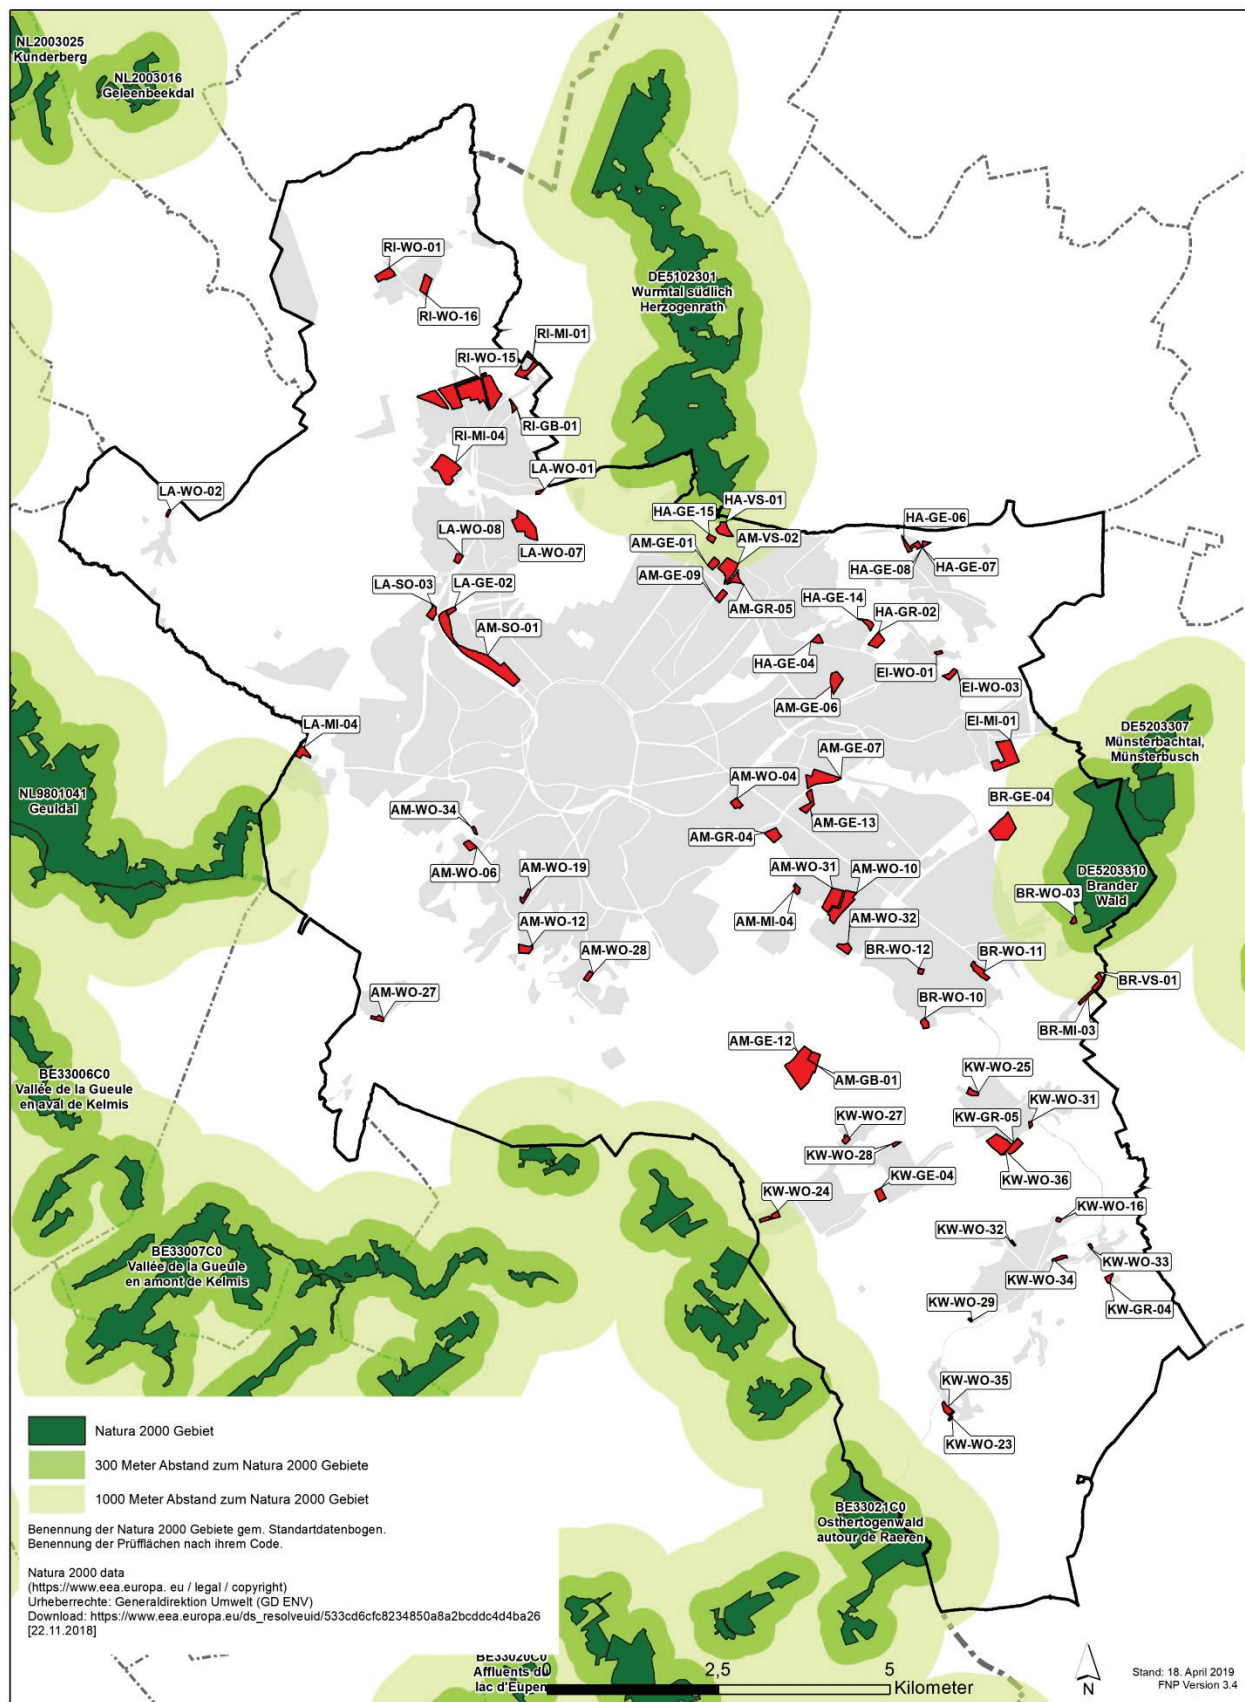 NL2003025
Kunderberg
NL2003016
Geleenbeekdal
RI-WO-01
DE5102301
Wurmtal südlich
Herzogenrath
RI-WO-16
RI-MI-01
RI-WO-15
RI-GB-01
RI-MI-04
LA-WO-01
LA-WO-02
HA-VS-01
HA-GE-15
HA-GE-06
LA-WO-08
AM-VS-02
AM-GE-01
LA-WO-07
HA-GE-08
HA-GE-07
LA-SO-03
LA-GE-02
AM-GE-09
AM-GR-05
HA-GE-14
HA-GR-02
AM-SO-01
HA-GE-04
EI-WO-01
EI-WO-03
AM-GE-06
LA-MI-04
EI-MI-01
DE5203307
Münsterbachtal,
Münsterbusch
AM-GE-07
NL9801041
Geuldal
AM-WO-04
BR-GE-04
AM-WO-34
AM-GE-13
AM-GR-04
AM-WO-06
AM-WO-19
AM-WO-31
AM-WO-10
DE5203310
Brander
Wald
BR-WO-03
AM-MI-04
AM-WO-32
AM-WO-12
AM-WO-28
BR-WO-12
BR-WO-11
BR-VS-01
AM-WO-27
BR-WO-10
BR-MI-03
AM-GE-12
AM-GB-01
KW-WO-25
BE33006C0
Vallée de la Gueule
en aval de Kelmis
KW-WO-31
KW-WO-27
KW-GR-05
KW-WO-28
KW-WO-36
KW-GE-04
KW-WO-24
KW-WO-16
KW-WO-32
KW-WO-33
BE33007C0
Vallée de la Gueule
en amont de Kelmis
KW-WO-34
KW-GR-04
KW-WO-29
KW-WO-35
KW-WO-23
Natura 2000 Gebiet
300 Meter Abstand zum Natura 2000 Gebiete
1000 Meter Abstand zum Natura 2000 Gebiet
BE33021C0
Osthertogenwald
autour de Raeren
Benennung der Natura 2000 Gebiete gem. Standartdatenbogen.
Benennung der Prüfflächen nach ihrem Code.
Natura 2000 data
(https://www.eea.europa. eu / legal / copyright)
Urheberrechte: Generaldirektion Umwelt (GD ENV)
Download: https://www.eea.europa.eu/ds_resolveuid/533cd6cfc8234850a8a2bcddc4d4ba26
[22.11.2018]
BE33020C0
Affluents du
lac d'Eupen
0 2,5 5
Kilometer
N
Stand: 18. April 2019
FNP Version 3.4